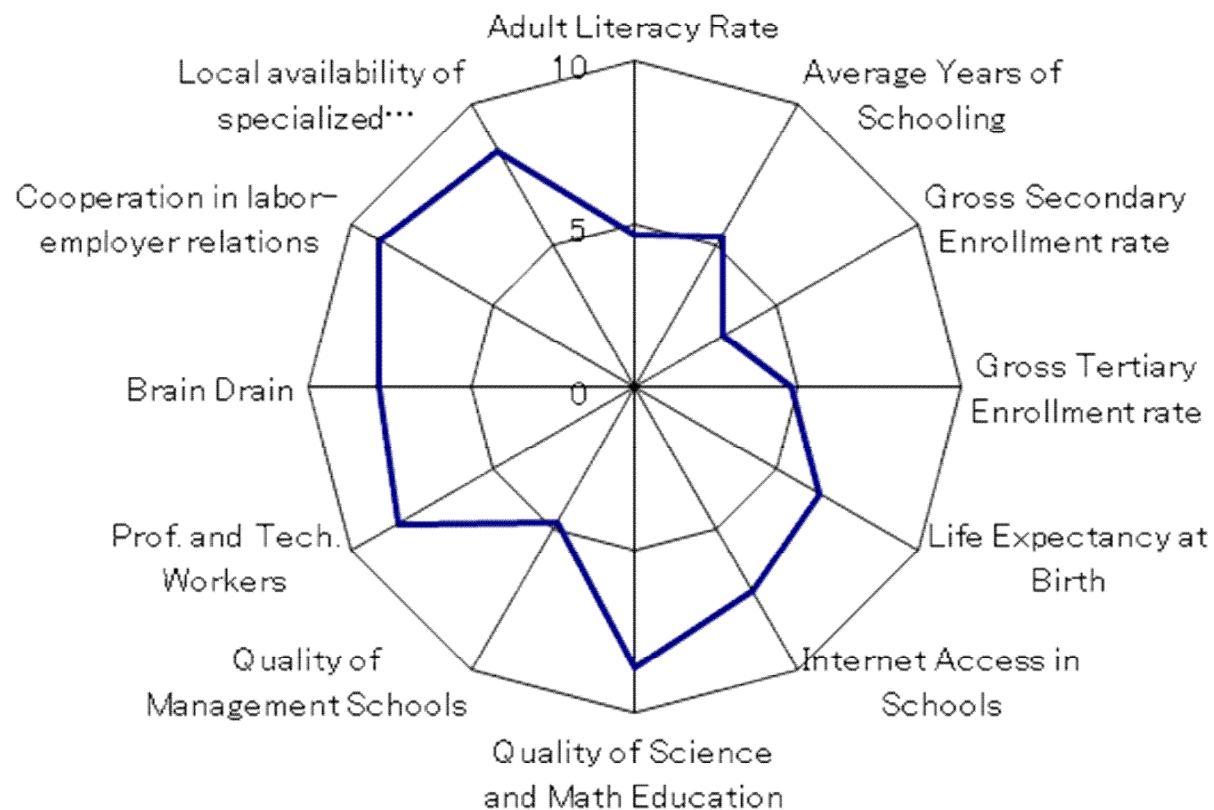 Adult Literacy Rate
10
Average Years of
Schooling
Gross Secondary
Enrollment rate
Gross Tertiary
Enrollment rate
Life Expectancy at
Birth
Internet Access in
Schools
Quality of Science
and Math Education
Quality of
Management Schools
Prof. and Tech.
Workers
Brain Drain
Cooperation in labor-
employer relations
Local availability of
specialized…
5
0